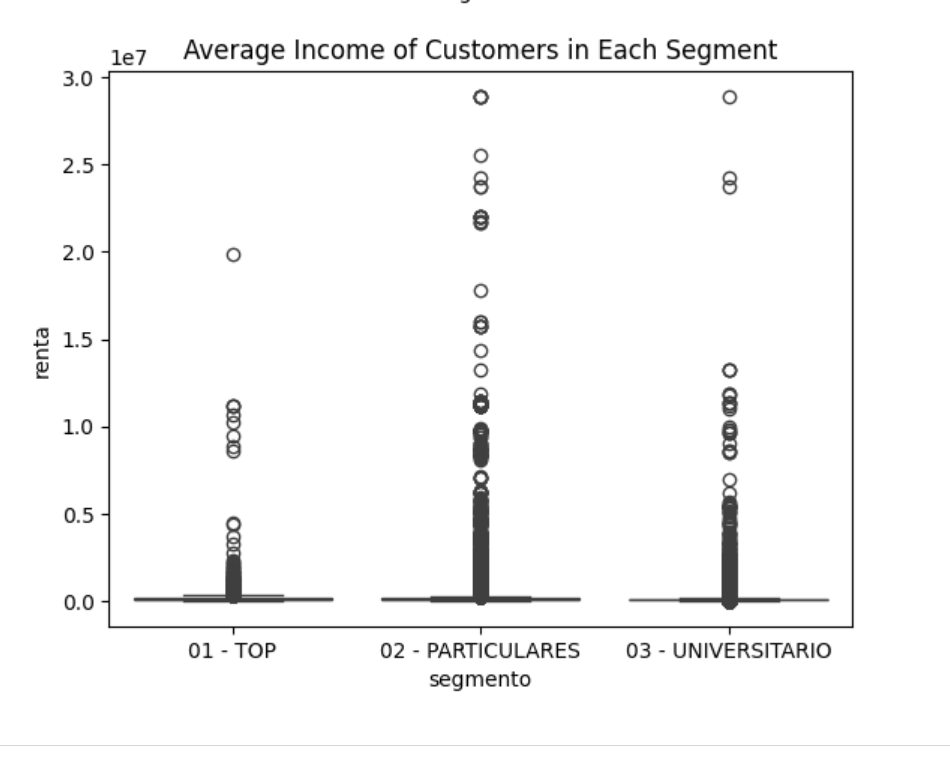 Average Income of Customers in Each Segment
1e7
3.0
2.5
2.0
1.5
1.0
0.5
0.0
renta
01 - TOP
02 - PARTICULARES
03 - UNIVERSITARIO
segmento